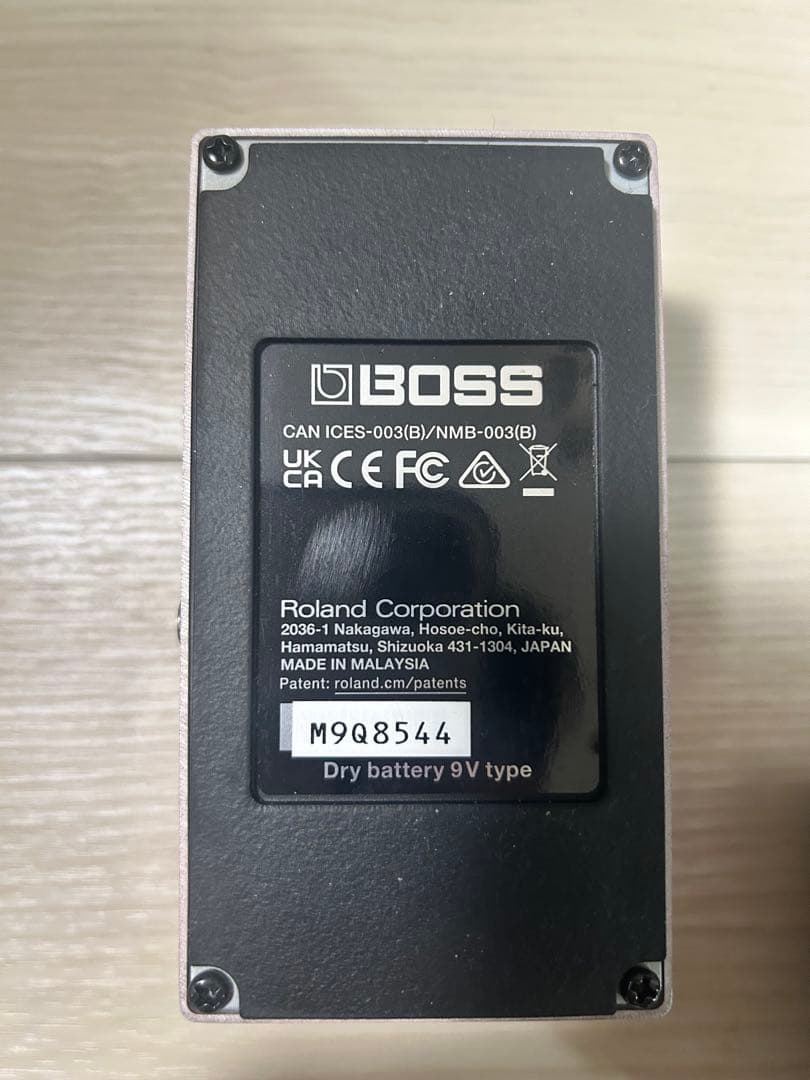 BOSS
CAN ICES-003(B)/NMB-003(B)
UK CA CE FC
Roland Corporation
2036-1 Nakagawa, Hosoe-cho, Kita-ku,
Hamamatsu, Shizuoka 431-1304, JAPAN
MADE IN MALAYSIA
Patent: roland.cm/patents
M9Q8544
Dry battery 9V type